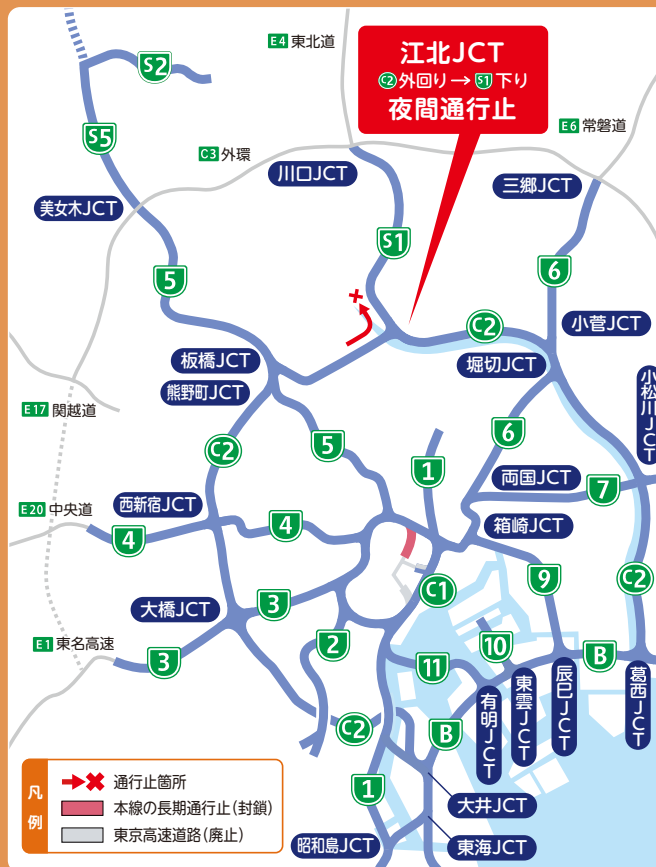 E4 東北道
S2
江北JCT
C2外回り→S1下り
夜間通行止
S5
C3 外環
E6 常磐道
川口JCT
三郷JCT
美女木JCT
S1
5
6
C2
小菅JCT
板橋JCT
堀切JCT
熊野町JCT
小松川JCT
E17 関越道
C2
5
1
6
両国JCT
7
E20 中央道
西新宿JCT
4
4
箱崎JCT
9
C2
大橋JCT
3
C1
E1 東名高速
3
2
11
10
B
C2
B
有明JCT
東雲JCT
辰巳JCT
葛西JCT
1
大井JCT
昭和島JCT
東海JCT
凡例
通行止箇所
本線の長期通行止(封鎖)
東京高速道路(廃止)